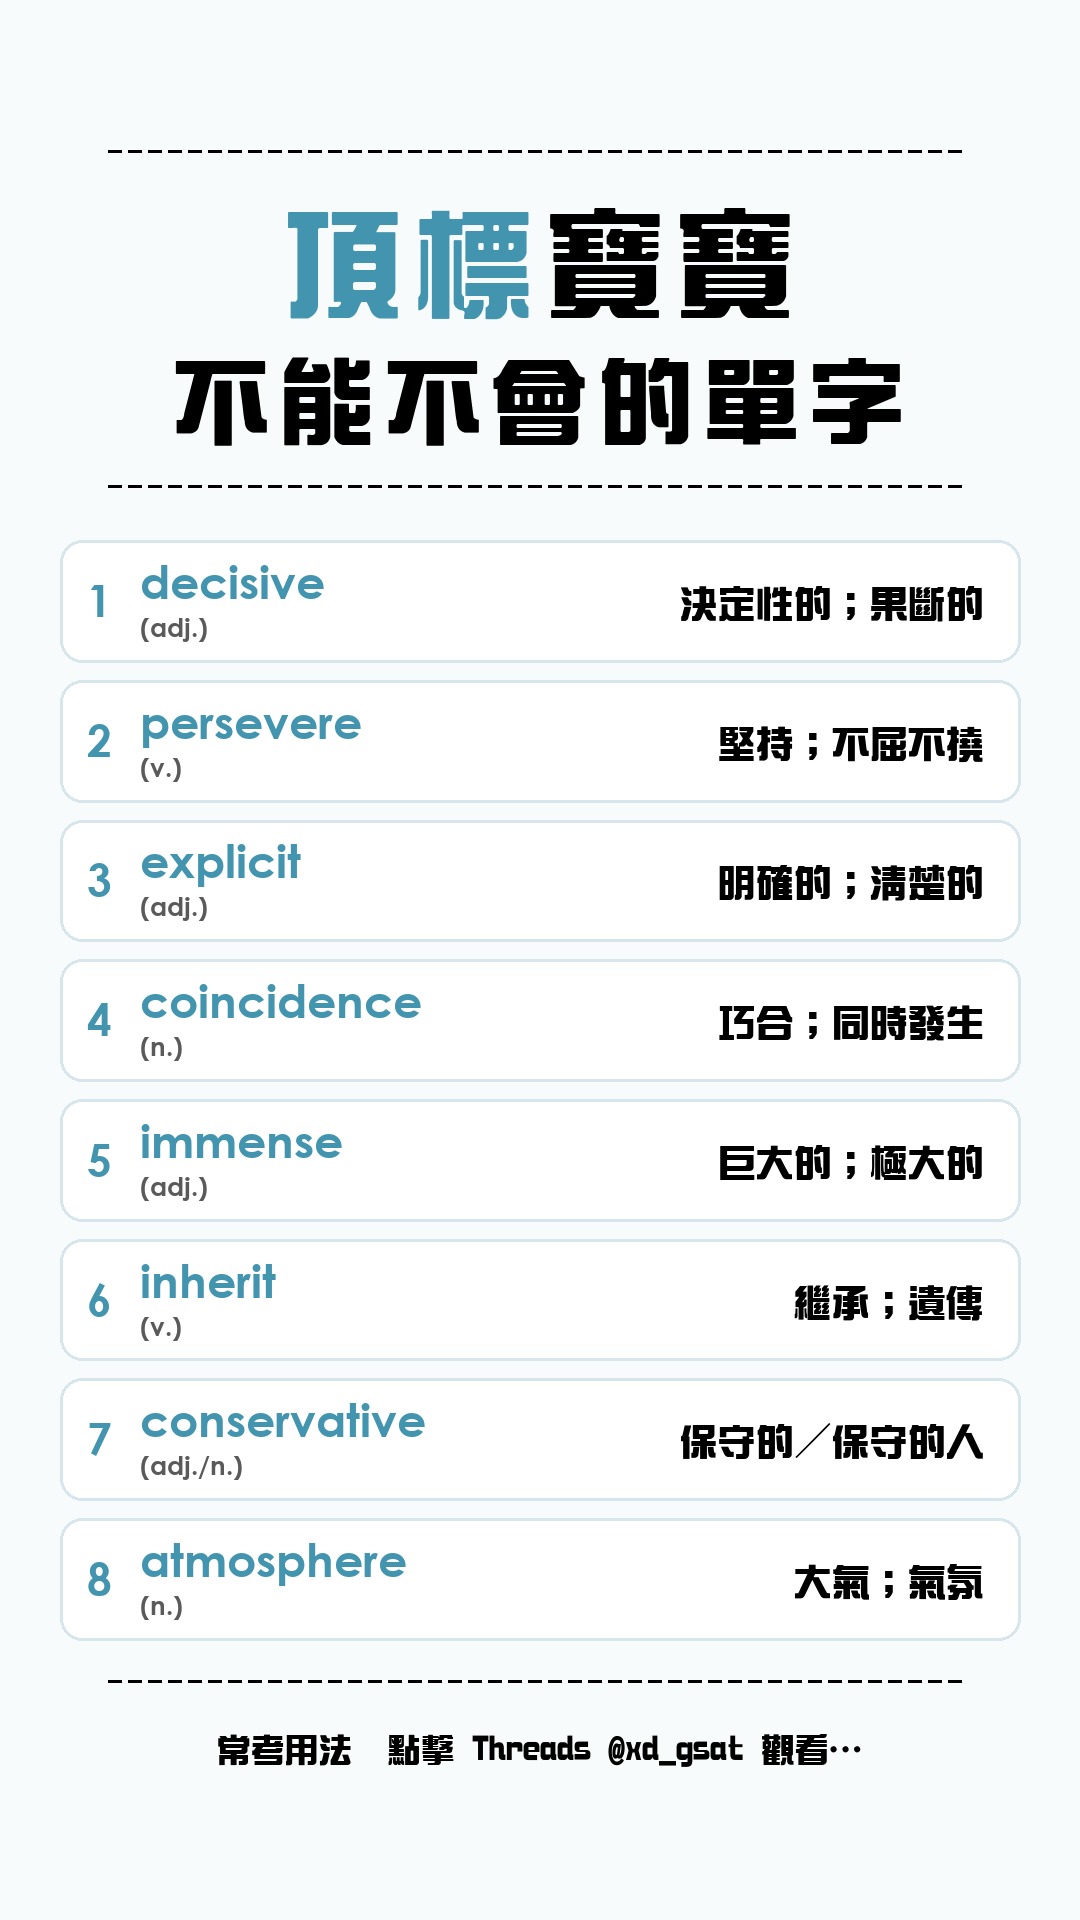 頂標寶寶
不能不會的單字
1 decisive (adj.) 決定性的；果斷的
2 persevere (v.) 堅持；不屈不撓
3 explicit (adj.) 明確的；清楚的
4 coincidence (n.) 巧合；同時發生
5 immense (adj.) 巨大的；極大的
6 inherit (v.) 繼承；遺傳
7 conservative (adj./n.) 保守的／保守的人
8 atmosphere (n.) 大氣；氣氛
常考用法　點擊 Threads @xd_gsat 觀看…